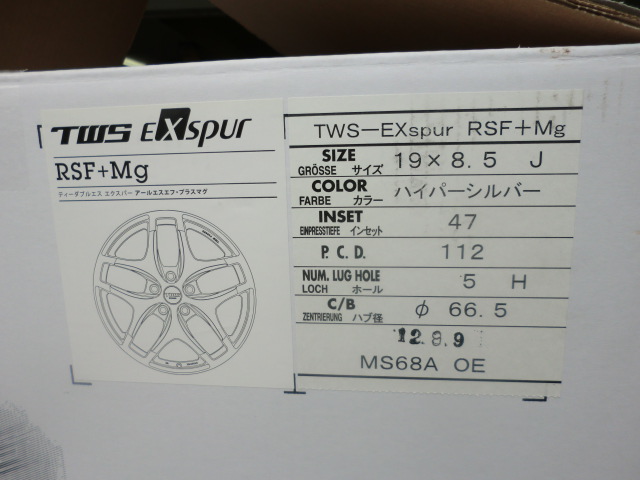 TWS EXspur
RSF+Mg
ティーダブルエス エクスパー アールエスエフ・プラスマグ
TWS—EXspur RSF+Mg
SIZE
GRÖSSE サイズ
19×8.5 J
COLOR
FARBE カラー
ハイパーシルバー
INSET
EINPRESSTIEFE インセット
47
P.C.D.
112
NUM. LUG HOLE
LOCH ホール
5 H
C/B
ZENTRIERUNG ハブ径
φ 66.5
12.9.9
MS68A OE